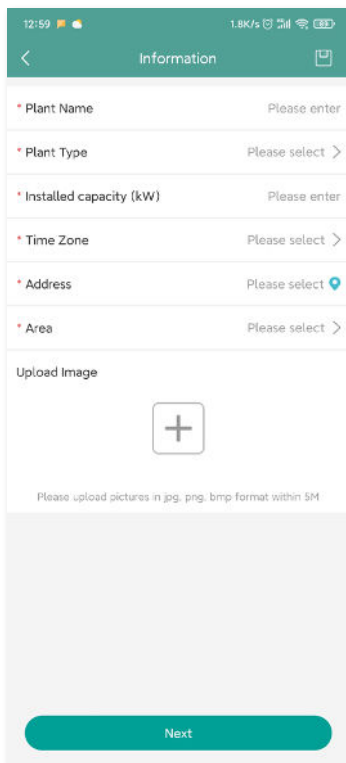 12:59 1.8K/s
Information
* Plant Name Please enter
* Plant Type Please select
* Installed capacity (kW) Please enter
* Time Zone Please select
* Address Please select
* Area Please select
Upload Image
Please upload pictures in jpg, png, bmp format within 5M
Next